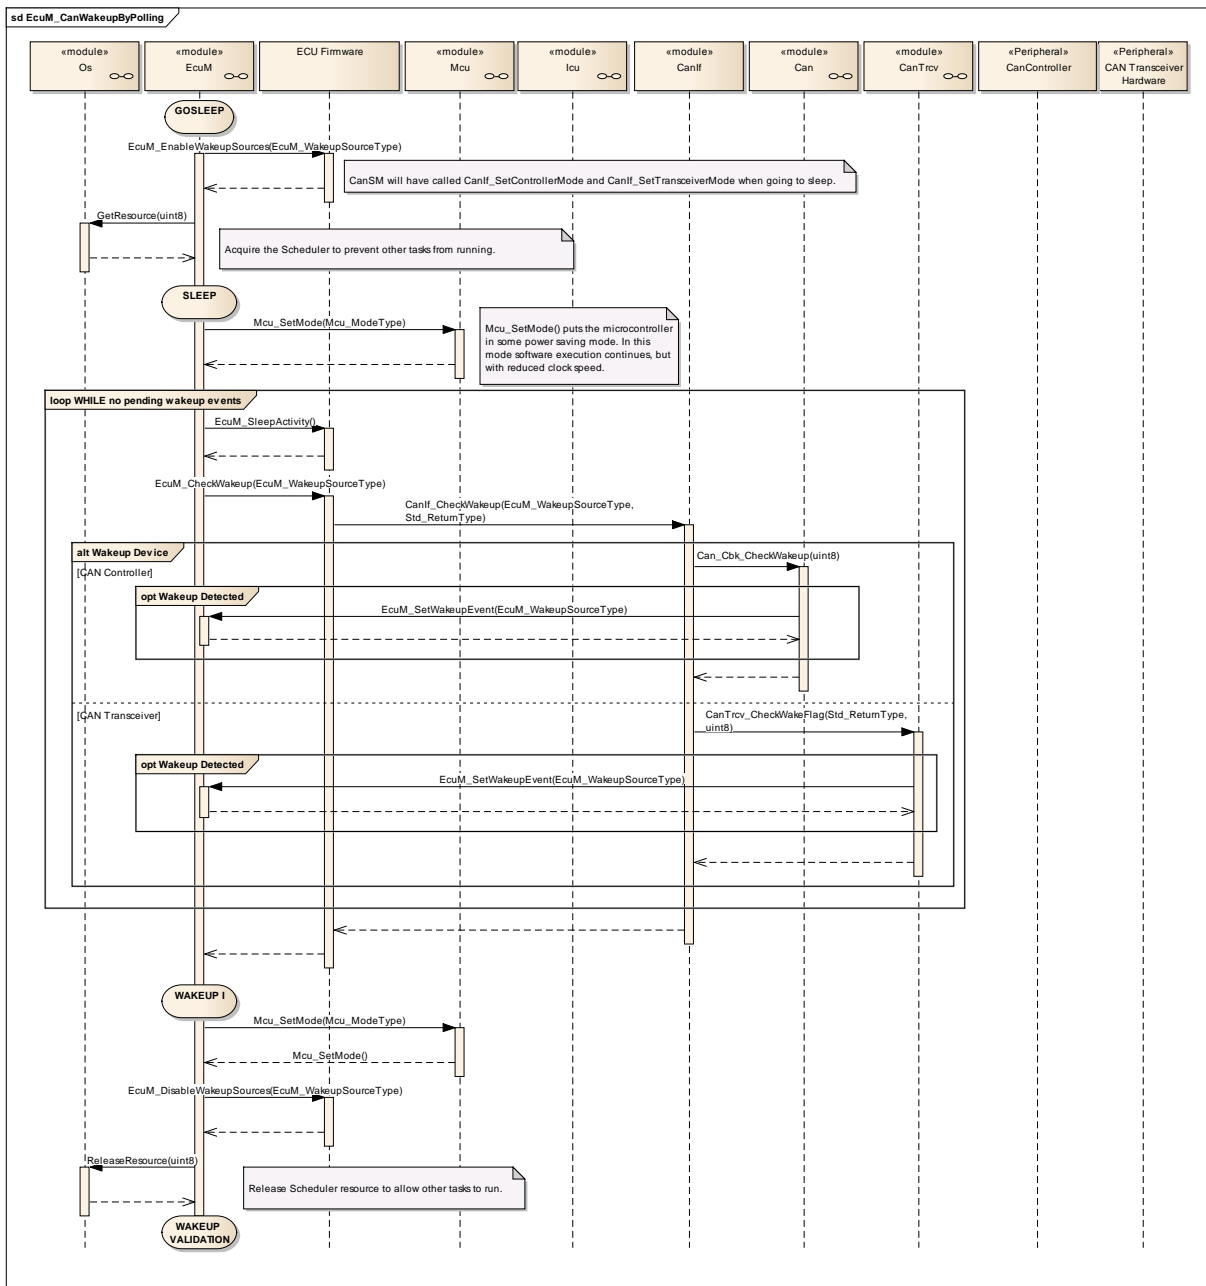 sd EcuM_CanWakeupByPolling
«module»
Os
«module»
EcuM
ECU Firmware
«module»
Mcu
«module»
Icu
«module»
CanIf
«module»
Can
«module»
CanTrcv
«Peripheral»
CanController
«Peripheral»
CAN Transceiver
Hardware
GOSLEEP
EcuM_EnableWakeupSources(EcuM_WakeupSourceType)
CanSM will have called CanIf_SetControllerMode and CanIf_SetTransceiverMode when going to sleep.
GetResource(uint8)
Acquire the Scheduler to prevent other tasks from running.
SLEEP
Mcu_SetMode(Mcu_ModeType)
Mcu_SetMode() puts the microcontroller
in some power saving mode. In this
mode software execution continues, but
with reduced clock speed.
loop WHILE no pending wakeup events
EcuM_SleepActivity()
EcuM_CheckWakeup(EcuM_WakeupSourceType)
CanIf_CheckWakeup(EcuM_WakeupSourceType,
Std_ReturnType)
alt Wakeup Device
[CAN Controller]
Can_Cbk_CheckWakeup(uint8)
opt Wakeup Detected
EcuM_SetWakeupEvent(EcuM_WakeupSourceType)
[CAN Transceiver]
CanTrcv_CheckWakeFlag(Std_ReturnType,
uint8)
opt Wakeup Detected
EcuM_SetWakeupEvent(EcuM_WakeupSourceType)
WAKEUP I
Mcu_SetMode(Mcu_ModeType)
Mcu_SetMode()
EcuM_DisableWakeupSources(EcuM_WakeupSourceType)
ReleaseResource(uint8)
Release Scheduler resource to allow other tasks to run.
WAKEUP
VALIDATION